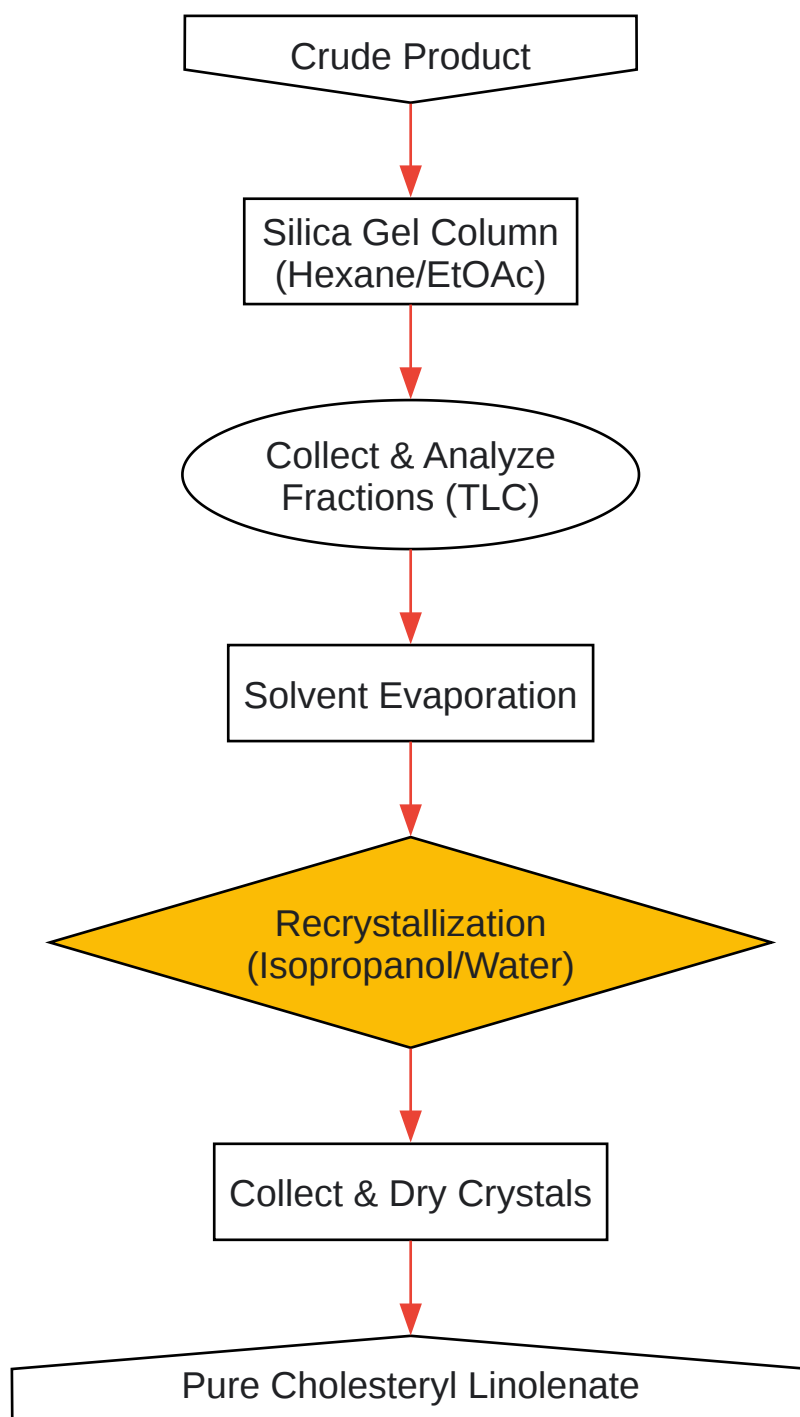 Crude Product
Silica Gel Column
(Hexane/EtOAc)
Collect & Analyze
Fractions (TLC)
Solvent Evaporation
Recrystallization
(Isopropanol/Water)
Collect & Dry Crystals
Pure Cholesteryl Linolenate